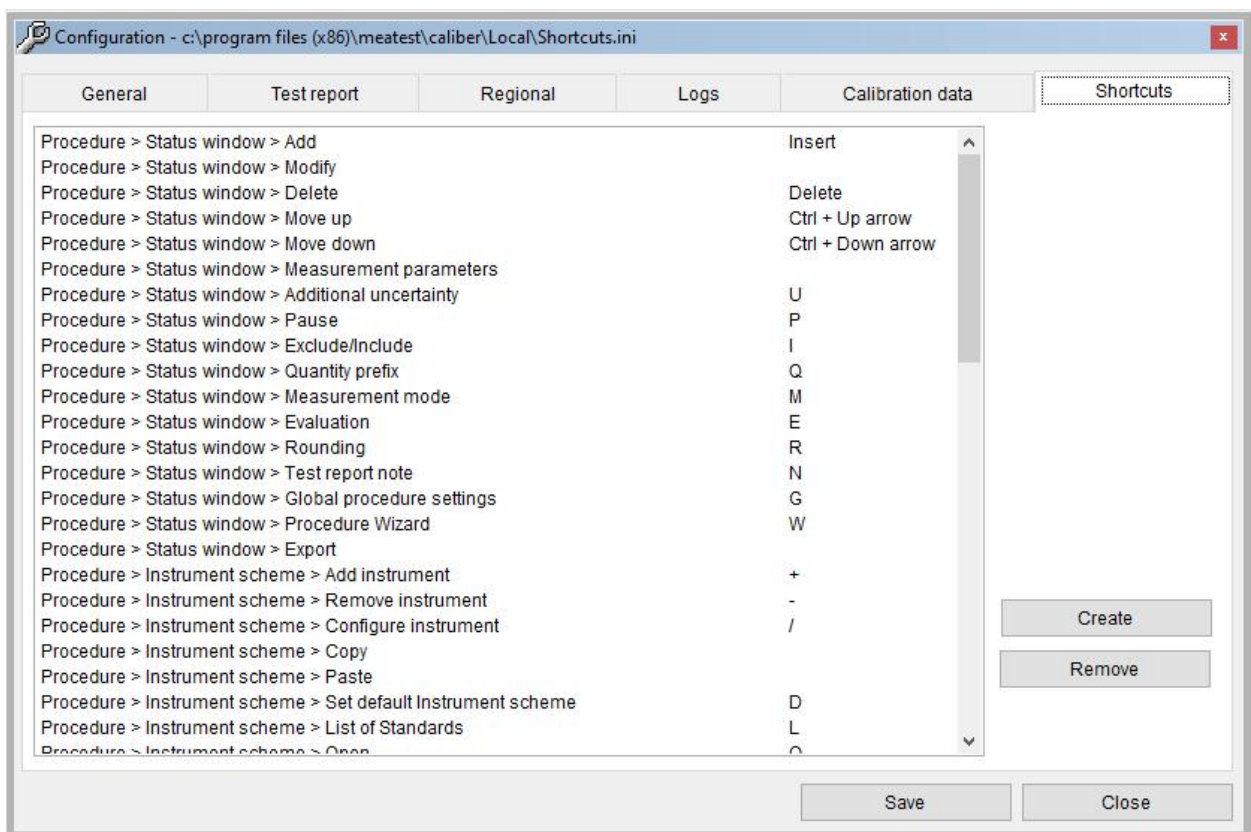 Configuration - c:\program files (x86)\meatest\caliber\Local\Shortcuts.ini
General Test report Regional Logs Calibration data Shortcuts
Procedure > Status window > Add Insert
Procedure > Status window > Modify
Procedure > Status window > Delete Delete
Procedure > Status window > Move up Ctrl + Up arrow
Procedure > Status window > Move down Ctrl + Down arrow
Procedure > Status window > Measurement parameters
Procedure > Status window > Additional uncertainty U
Procedure > Status window > Pause P
Procedure > Status window > Exclude/Include I
Procedure > Status window > Quantity prefix Q
Procedure > Status window > Measurement mode M
Procedure > Status window > Evaluation E
Procedure > Status window > Rounding R
Procedure > Status window > Test report note N
Procedure > Status window > Global procedure settings G
Procedure > Status window > Procedure Wizard W
Procedure > Status window > Export
Procedure > Instrument scheme > Add instrument +
Procedure > Instrument scheme > Remove instrument -
Procedure > Instrument scheme > Configure instrument /
Procedure > Instrument scheme > Copy
Procedure > Instrument scheme > Paste
Procedure > Instrument scheme > Set default Instrument scheme D
Procedure > Instrument scheme > List of Standards L
Procedure > Instrument scheme > Open O
Create
Remove
Save Close